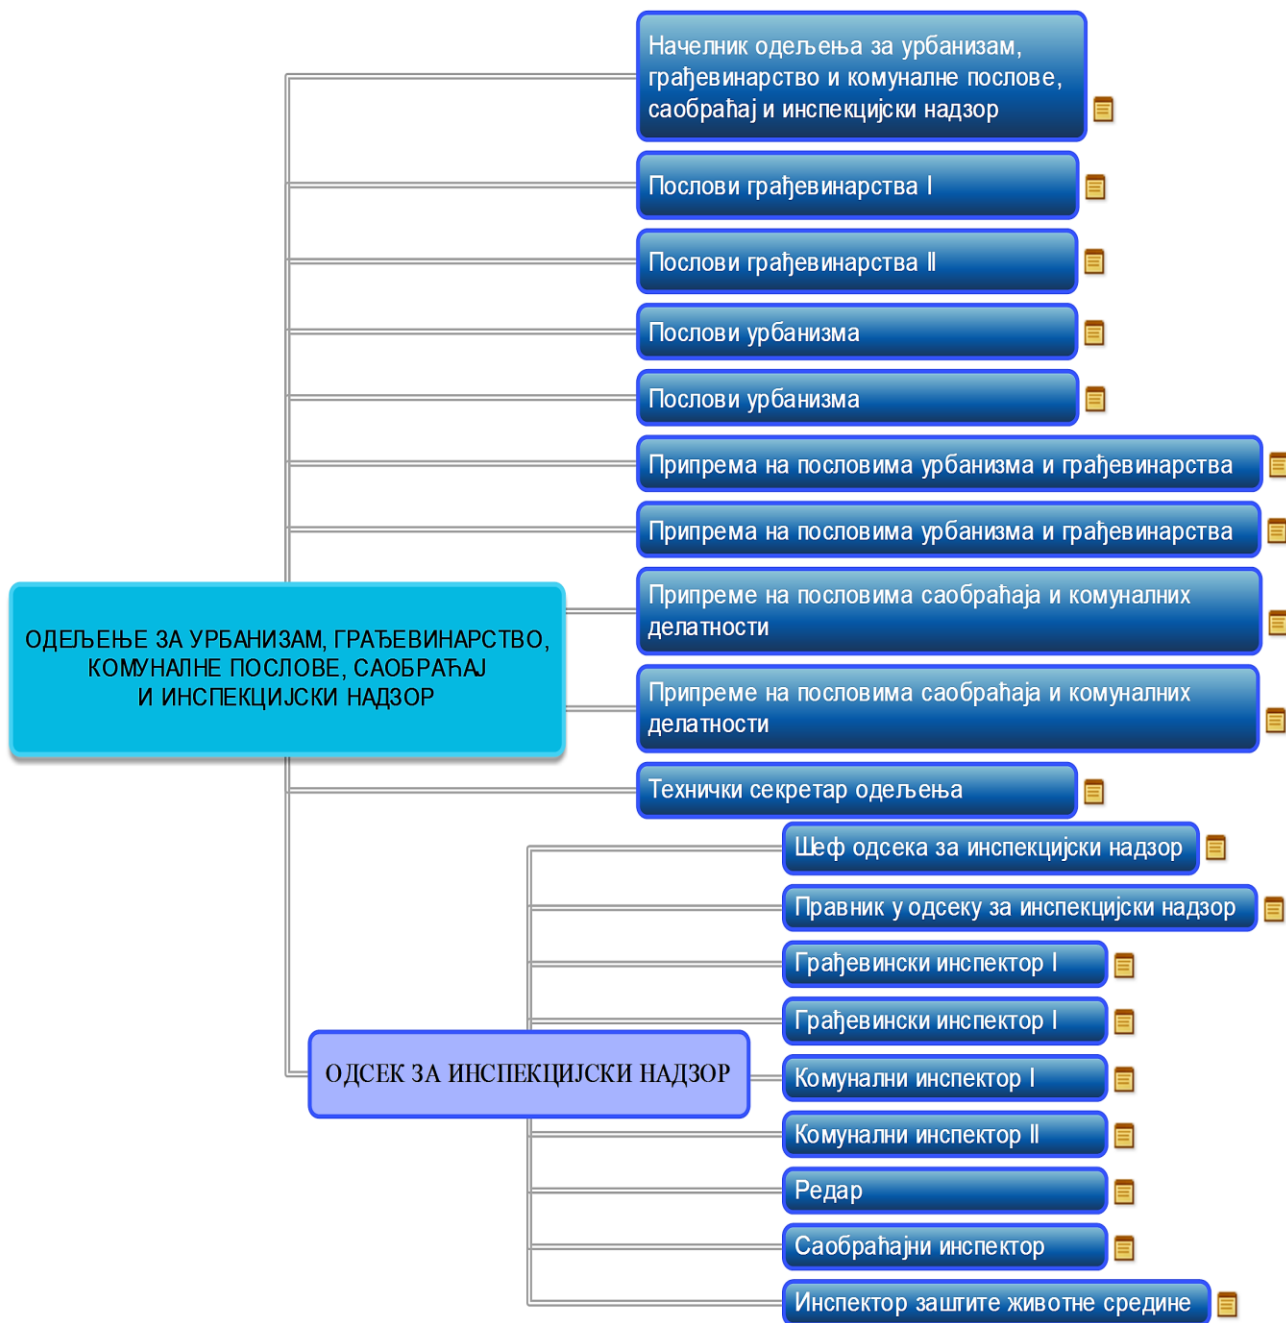 Начелник одељења за урбанизам,
грађевинарство и комуналне послове,
саобраћај и инспекцијски надзор
Послови грађевинарства I
Послови грађевинарства II
Послови урбанизма
Послови урбанизма
Припрема на пословима урбанизма и грађевинарства
Припрема на пословима урбанизма и грађевинарства
ОДЕЉЕЊЕ ЗА УРБАНИЗАМ, ГРАЂЕВИНАРСТВО,
КОМУНАЛНЕ ПОСЛОВЕ, САОБРАЋАЈ
И ИНСПЕКЦИЈСКИ НАДЗОР
Припреме на пословима саобраћаја и комуналних
делатности
Припреме на пословима саобраћаја и комуналних
делатности
Технички секретар одељења
ОДСЕК ЗА ИНСПЕКЦИЈСКИ НАДЗОР
Шеф одсека за инспекцијски надзор
Правник у одсеку за инспекцијски надзор
Грађевински инспектор I
Грађевински инспектор I
Комунални инспектор I
Комунални инспектор II
Редар
Саобраћајни инспектор
Инспектор заштите животне средине